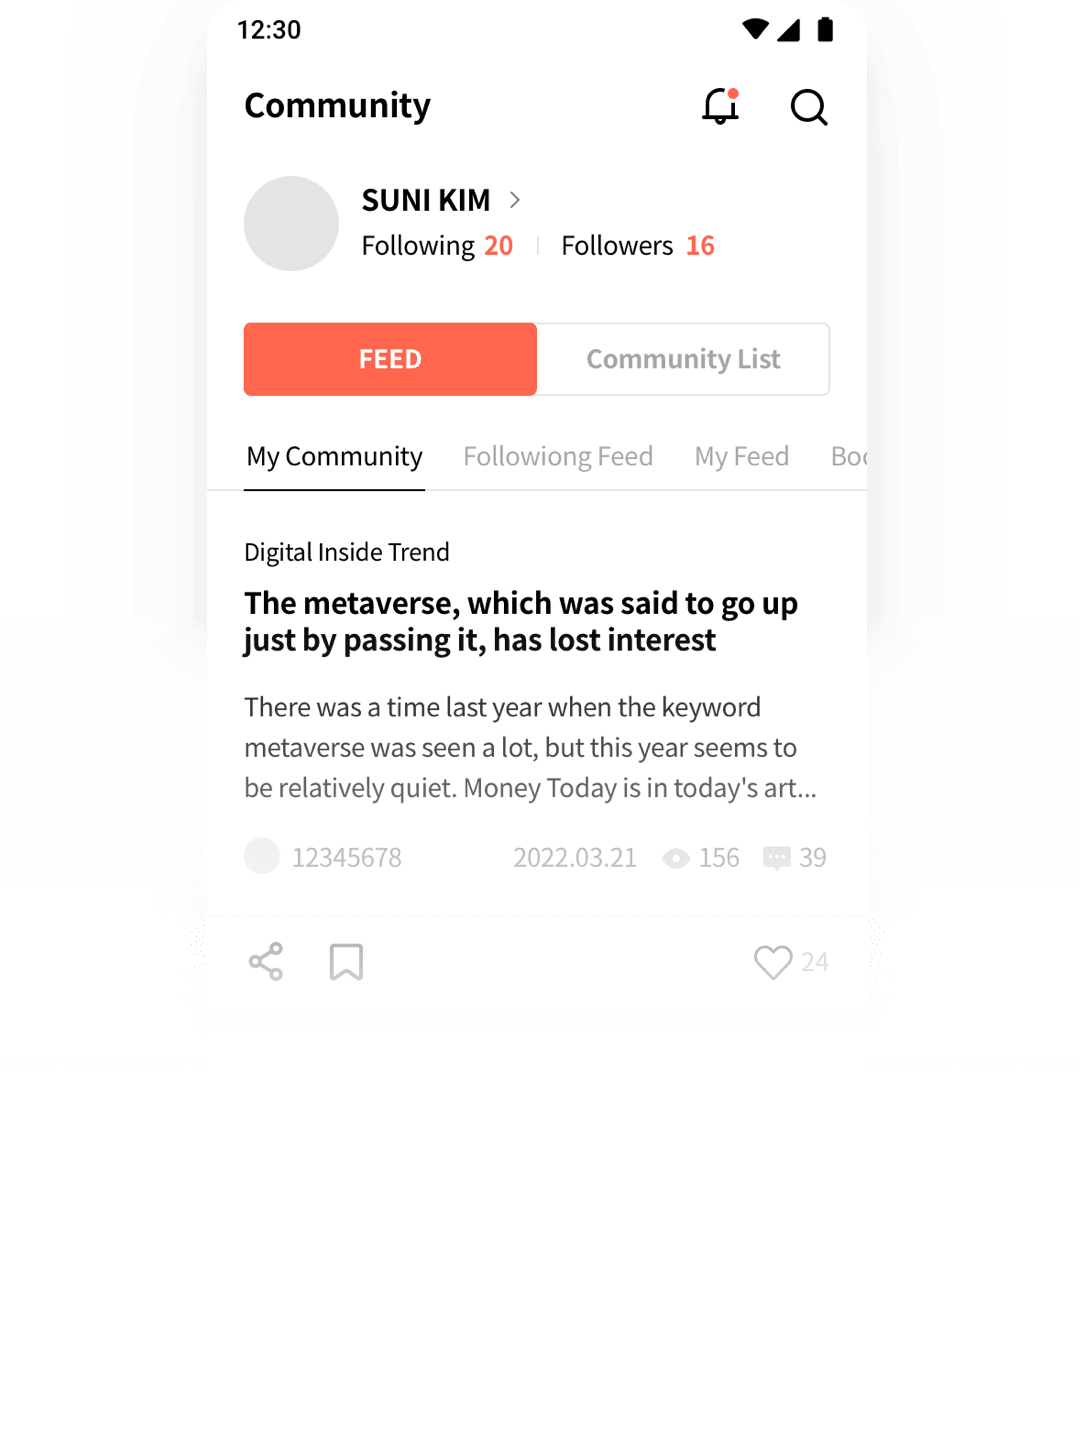 12:30
Community
SUNI KIM
Following 20 Followers 16
FEED Community List
My Community Followiong Feed My Feed
Digital Inside Trend
The metaverse, which was said to go up
just by passing it, has lost interest
There was a time last year when the keyword
metaverse was seen a lot, but this year seems to
be relatively quiet. Money Today is in today's art...
12345678 2022.03.21 156 39
24